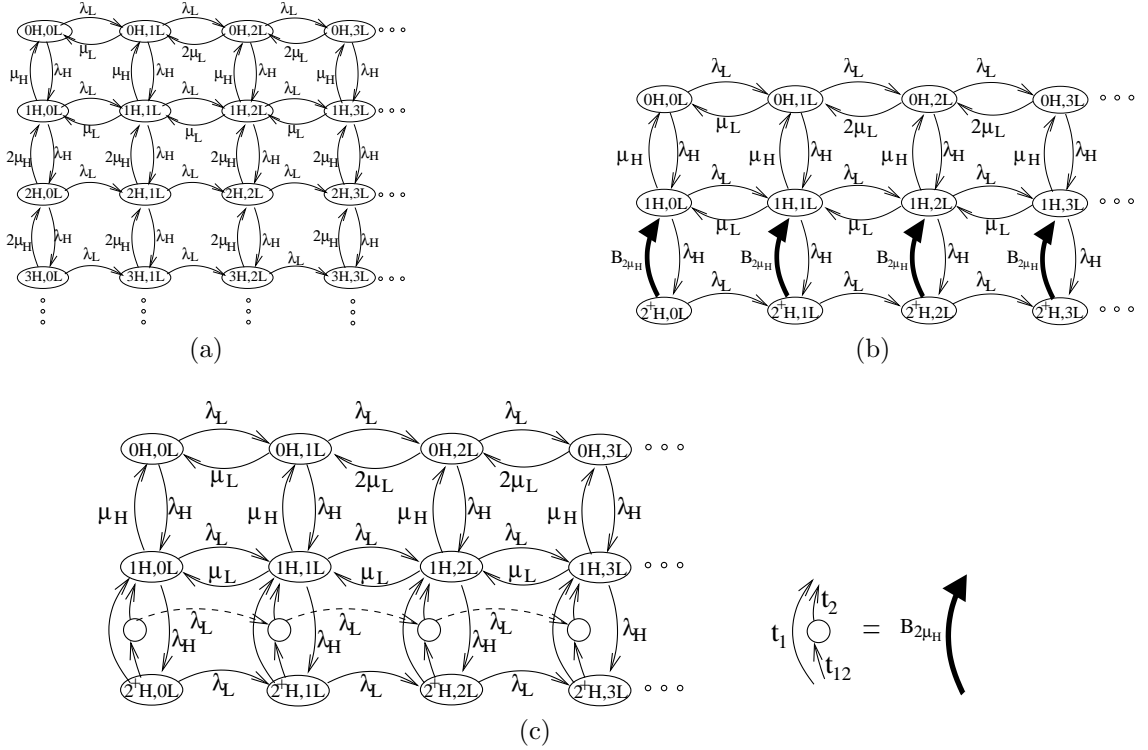 λL λL λL
0H,0L 0H,1L 0H,2L 0H,3L
μL 2μL 2μL
μH λH μH λH μH λH μH λH
λL λL λL
1H,0L 1H,1L 1H,2L 1H,3L
μL μL μL
2μH λH 2μH λH 2μH λH 2μH λH
λL λL λL
2H,0L 2H,1L 2H,2L 2H,3L
2μH λH 2μH λH 2μH λH 2μH λH
λL λL λL
3H,0L 3H,1L 3H,2L 3H,3L
(a)
λL λL λL
0H,0L 0H,1L 0H,2L 0H,3L
μL 2μL 2μL
μH λH μH λH μH λH μH λH
λL λL λL
1H,0L 1H,1L 1H,2L 1H,3L
μL μL μL
B2μH λH B2μH λH B2μH λH B2μH λH
λL λL λL
2+H,0L 2+H,1L 2+H,2L 2+H,3L
(b)
λL λL λL
0H,0L 0H,1L 0H,2L 0H,3L
μL 2μL 2μL
μH λH μH λH μH λH μH λH
λL λL λL
1H,0L 1H,1L 1H,2L 1H,3L
μL μL μL
λL λL λL
λH λH λH λH
2+H,0L 2+H,1L 2+H,2L 2+H,3L
λL λL λL
t1 t2 t12 = B2μH
(c)